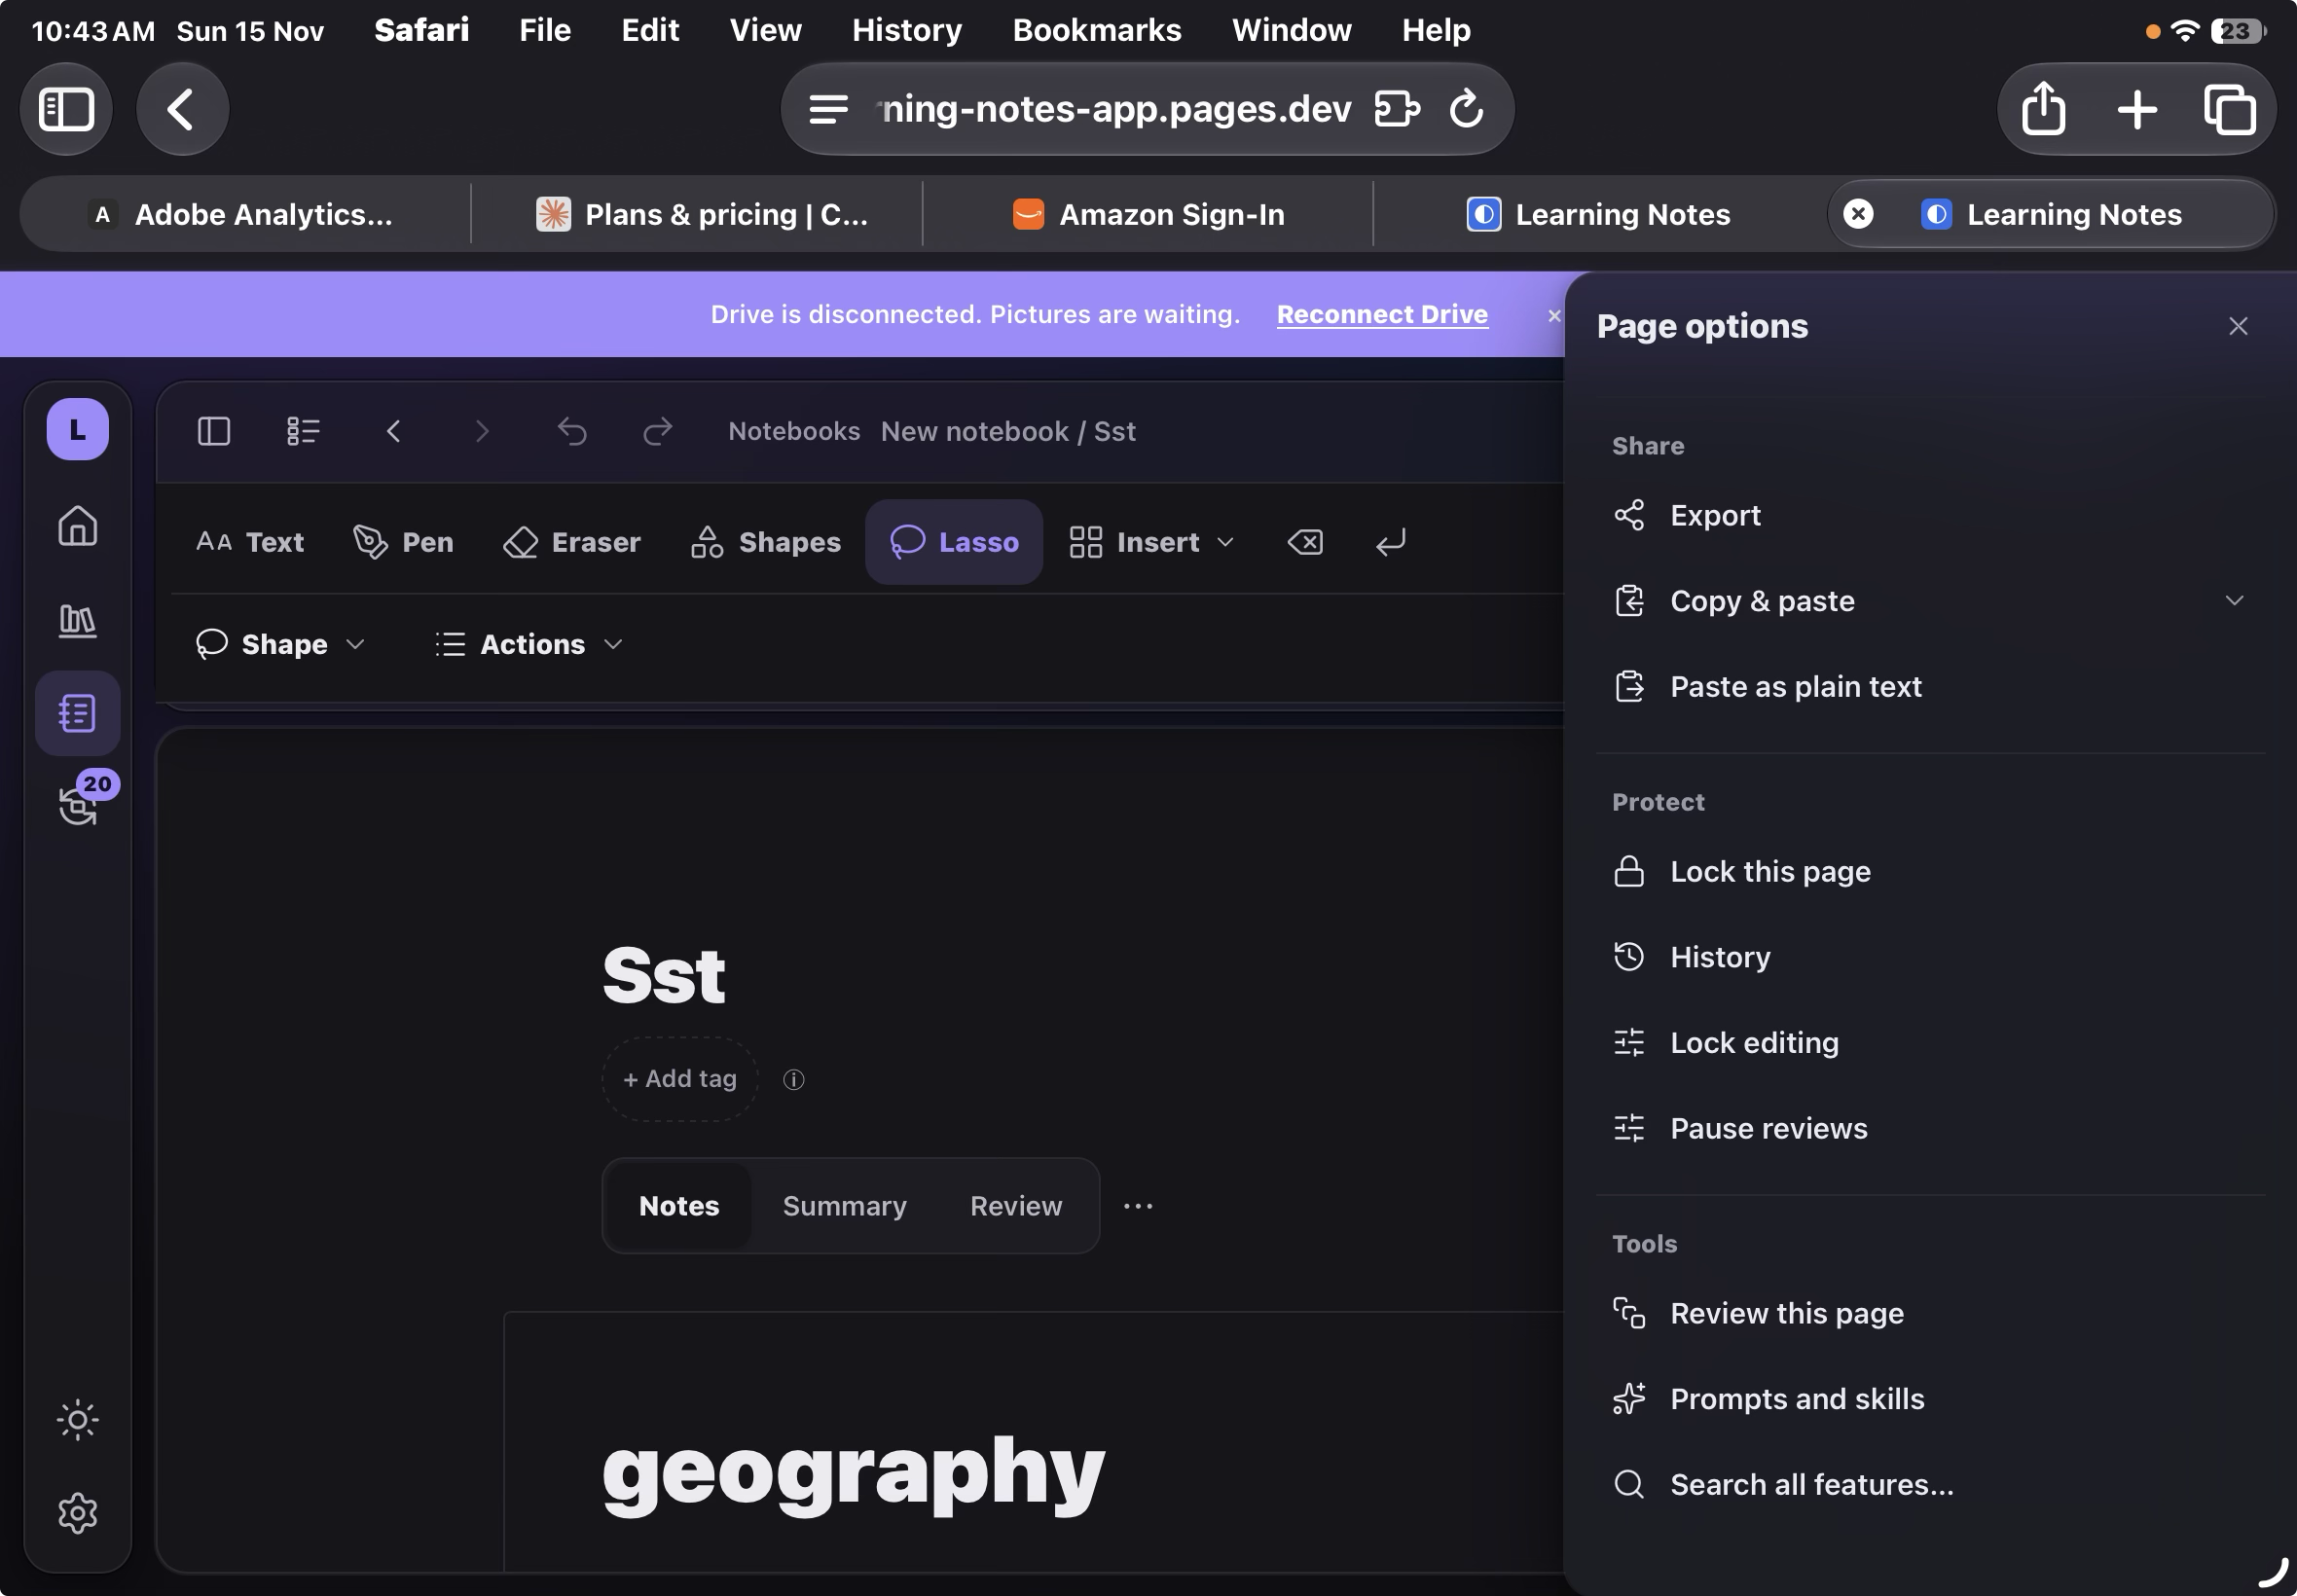 10:43 AM Sun 15 Nov Safari File Edit View History Bookmarks Window Help 23
ning-notes-app.pages.dev
A Adobe Analytics... Plans & pricing | C... Amazon Sign-In Learning Notes Learning Notes
Drive is disconnected. Pictures are waiting. Reconnect Drive ×
Page options
L
Notebooks New notebook / Sst
Share
Export
AA Text Pen Eraser Shapes Lasso Insert
Copy & paste
Shape Actions
Paste as plain text
20
Protect
Lock this page
History
Sst
Lock editing
+ Add tag
Pause reviews
Notes Summary Review ...
Tools
Review this page
Prompts and skills
geography
Search all features...